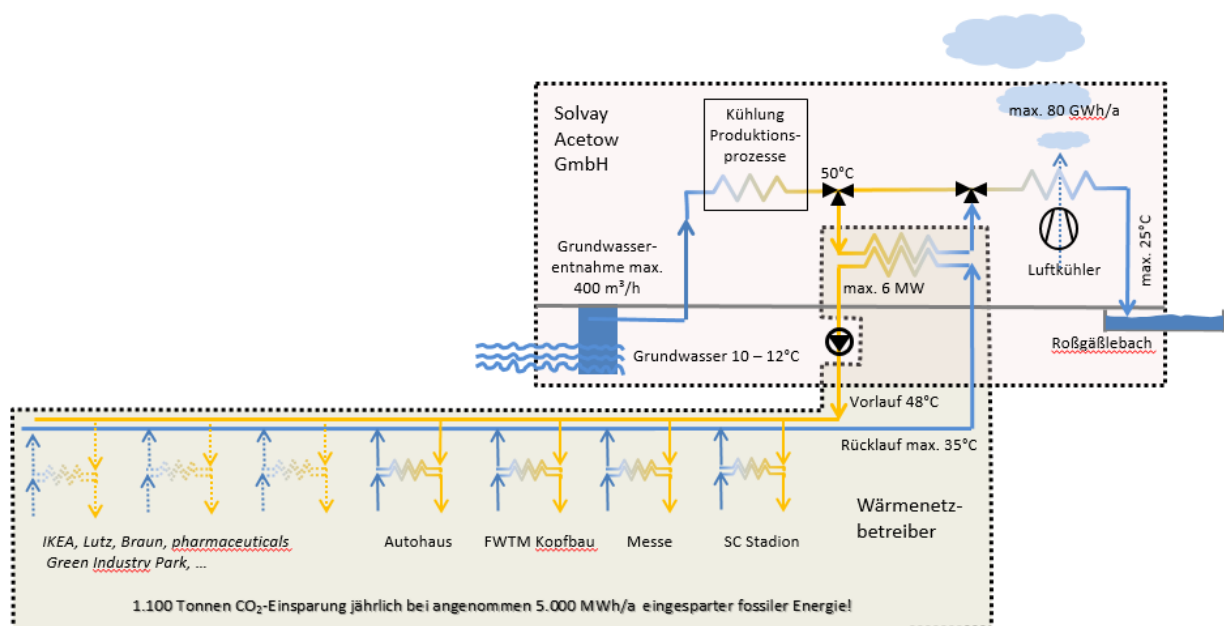 Solvay
Acetow
GmbH
Kühlung
Produktions-
prozesse
max. 80 GWh/a
50°C
Grundwasser-
entnahme max.
400 m³/h
max. 6 MW
Luftkühler
max. 25°C
Grundwasser 10 – 12°C
Roßgäßlebach
Vorlauf 48°C
Rücklauf max. 35°C
Wärmenetz-
betreiber
IKEA, Lutz, Braun, pharmaceuticals
Green Industry Park, ...
Autohaus
FWTM Kopfbau
Messe
SC Stadion
1.100 Tonnen CO₂-Einsparung jährlich bei angenommen 5.000 MWh/a eingesparter fossiler Energie!